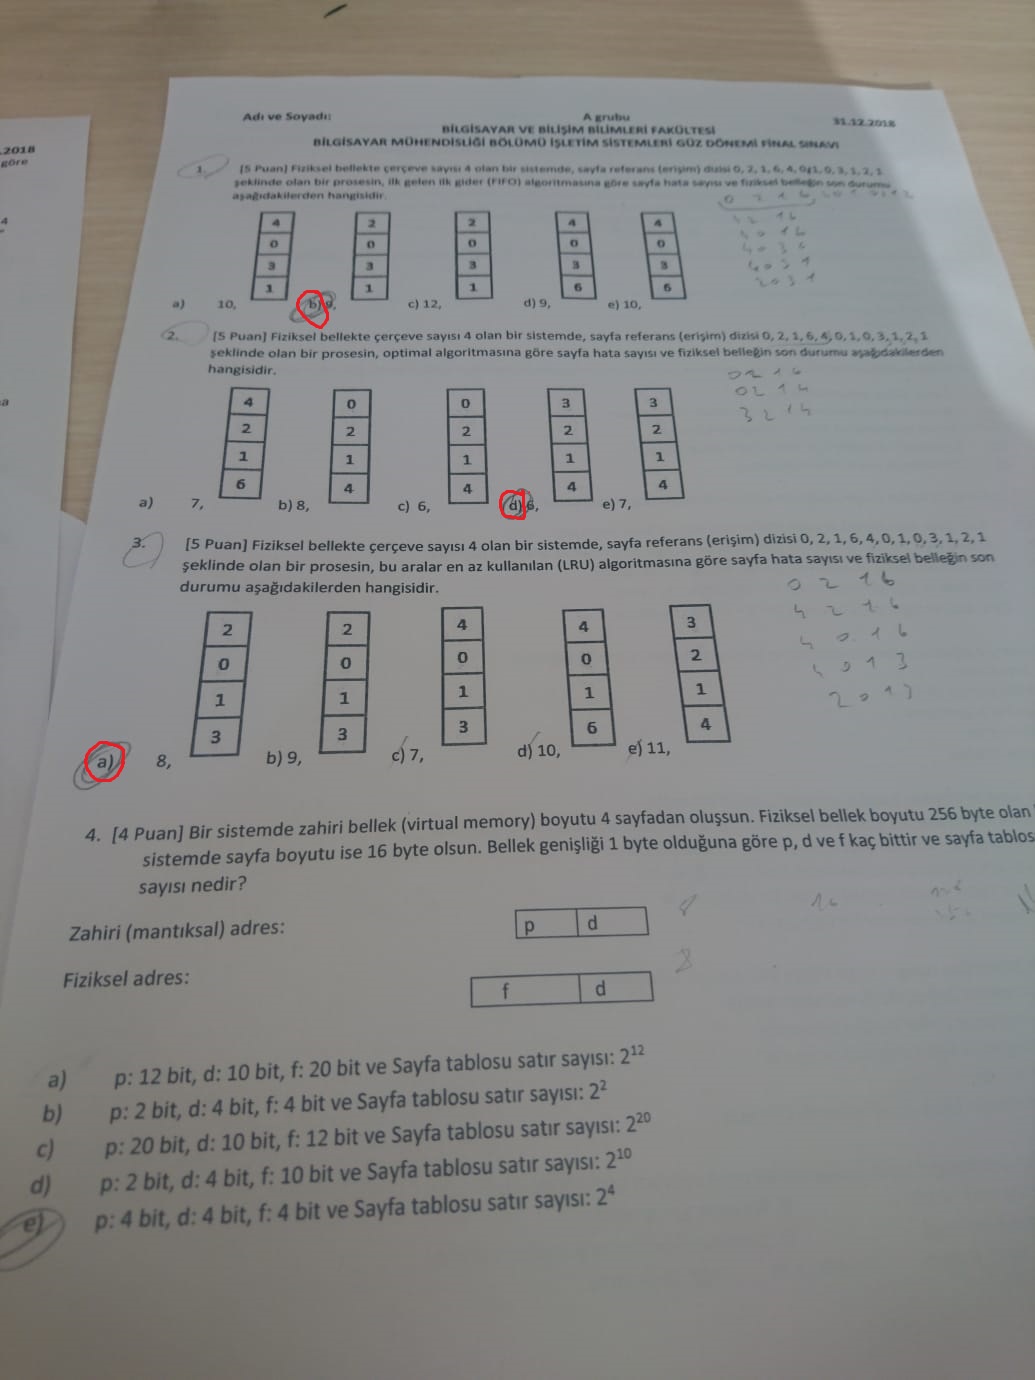 Adı ve Soyadı: A grubu 31.12.2018
BİLGİSAYAR VE BİLİŞİM BİLİMLERİ FAKÜLTESİ
BİLGİSAYAR MÜHENDİSLİĞİ BÖLÜMÜ İŞLETİM SİSTEMLERİ GÜZ DÖNEMİ FİNAL SINAVI
.2018
göre
1. [5 Puan] Fiziksel bellekte çerçeve sayısı 4 olan bir sistemde, sayfa referans (erişim) dizisi 0, 2, 1, 6, 4, 0, 1, 0, 3, 1, 2, 1
şeklinde olan bir prosesin, ilk gelen ilk gider (FIFO) algoritmasına göre sayfa hata sayısı ve fiziksel belleğin son durumu
aşağıdakilerden hangisidir.
4 2 2 4 4
0 0 0 0 0
3 3 3 3 3
1 1 1 6 6
a) 10, b) 9, c) 12, d) 9, e) 10,
2. [5 Puan] Fiziksel bellekte çerçeve sayısı 4 olan bir sistemde, sayfa referans (erişim) dizisi 0, 2, 1, 6, 4, 0, 1, 0, 3, 1, 2, 1
şeklinde olan bir prosesin, optimal algoritmasına göre sayfa hata sayısı ve fiziksel belleğin son durumu aşağıdakilerden
hangisidir.
0 2 1 6
0 2 1 4
3 2 1 4
4 0 0 3 3
2 2 2 2 2
1 1 1 1 1
6 4 4 4 4
a) 7, b) 8, c) 6, d) 6, e) 7,
3. [5 Puan] Fiziksel bellekte çerçeve sayısı 4 olan bir sistemde, sayfa referans (erişim) dizisi 0, 2, 1, 6, 4, 0, 1, 0, 3, 1, 2, 1
şeklinde olan bir prosesin, bu aralar en az kullanılan (LRU) algoritmasına göre sayfa hata sayısı ve fiziksel belleğin son
durumu aşağıdakilerden hangisidir.
0 2 1 6
4 2 1 6
4 0 1 6
4 0 1 3
2 0 1 3
2 2 4 4 3
0 0 0 0 2
1 1 1 1 1
3 3 3 6 4
a) 8, b) 9, c) 7, d) 10, e) 11,
4. [4 Puan] Bir sistemde zahiri bellek (virtual memory) boyutu 4 sayfadan oluşsun. Fiziksel bellek boyutu 256 byte olan
sistemde sayfa boyutu ise 16 byte olsun. Bellek genişliği 1 byte olduğuna göre p, d ve f kaç bittir ve sayfa tablos
sayısı nedir?
Zahiri (mantıksal) adres: p d
Fiziksel adres: f d
a) p: 12 bit, d: 10 bit, f: 20 bit ve Sayfa tablosu satır sayısı: 2¹²
b) p: 2 bit, d: 4 bit, f: 4 bit ve Sayfa tablosu satır sayısı: 2²
c) p: 20 bit, d: 10 bit, f: 12 bit ve Sayfa tablosu satır sayısı: 2²⁰
d) p: 2 bit, d: 4 bit, f: 10 bit ve Sayfa tablosu satır sayısı: 2¹⁰
e) p: 4 bit, d: 4 bit, f: 4 bit ve Sayfa tablosu satır sayısı: 2⁴